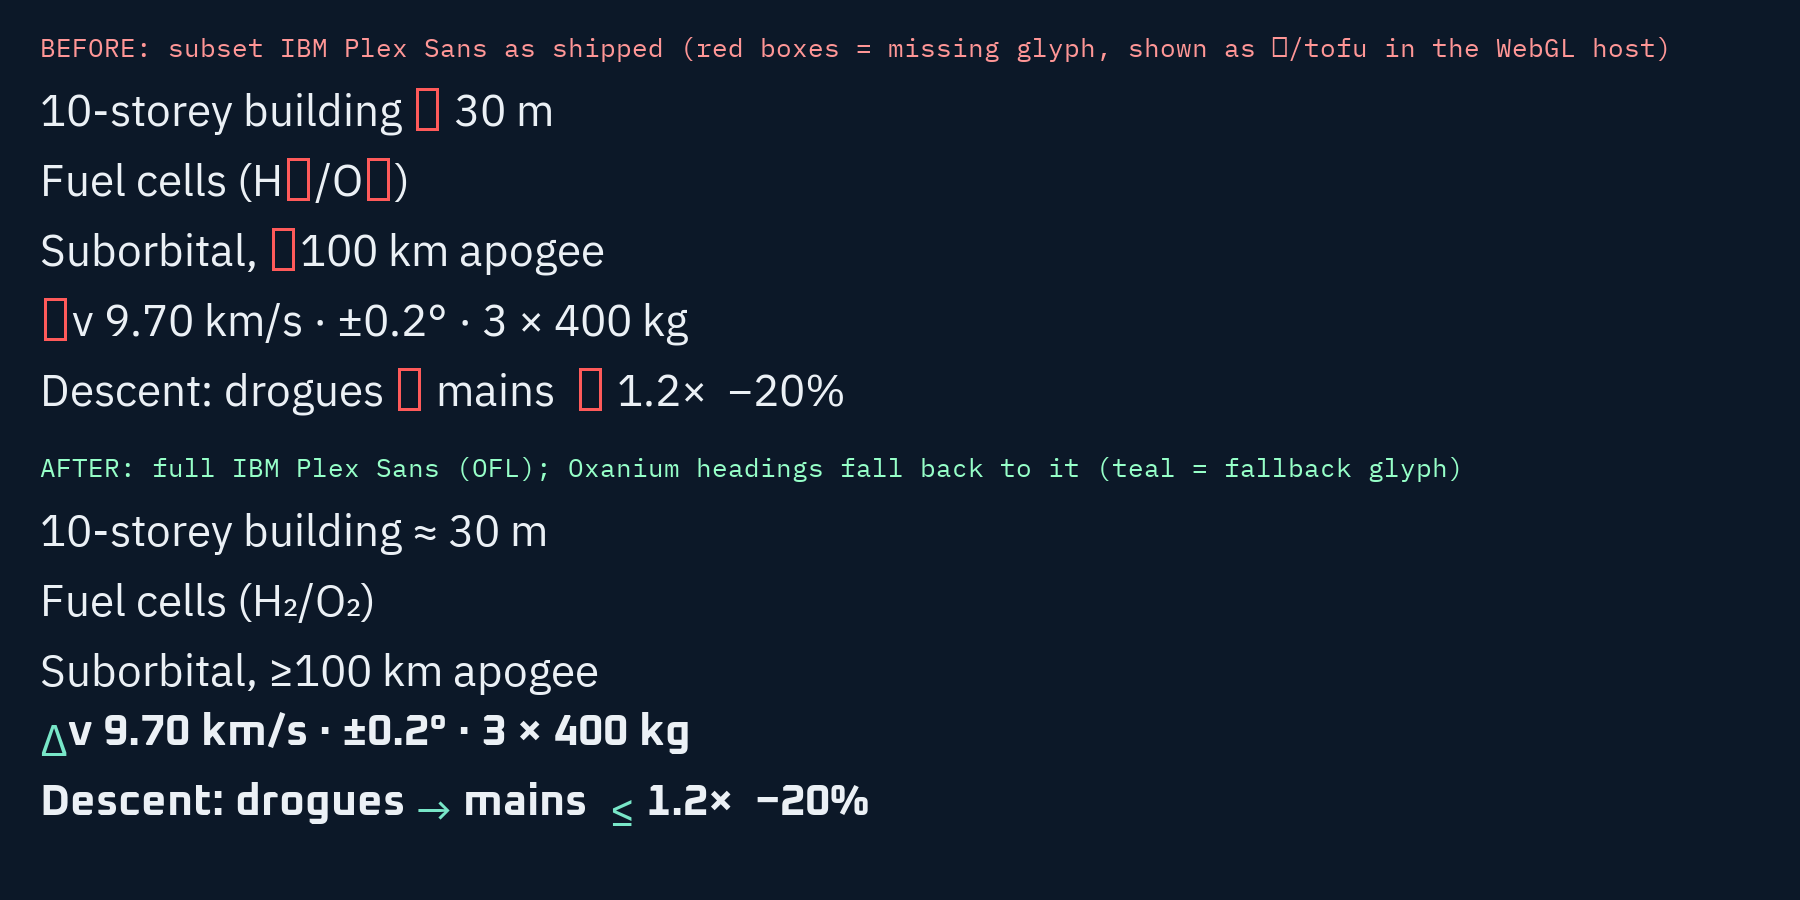 BEFORE: subset IBM Plex Sans as shipped (red boxes = missing glyph, shown as □/tofu in the WebGL host)
10-storey building □ 30 m
Fuel cells (H□/O□)
Suborbital, □100 km apogee
□v 9.70 km/s · ±0.2° · 3 × 400 kg
Descent: drogues □ mains □ 1.2× −20%
AFTER: full IBM Plex Sans (OFL); Oxanium headings fall back to it (teal = fallback glyph)
10-storey building ≈ 30 m
Fuel cells (H₂/O₂)
Suborbital, ≥100 km apogee
Δv 9.70 km/s · ±0.2° · 3 × 400 kg
Descent: drogues → mains ≤ 1.2× −20%